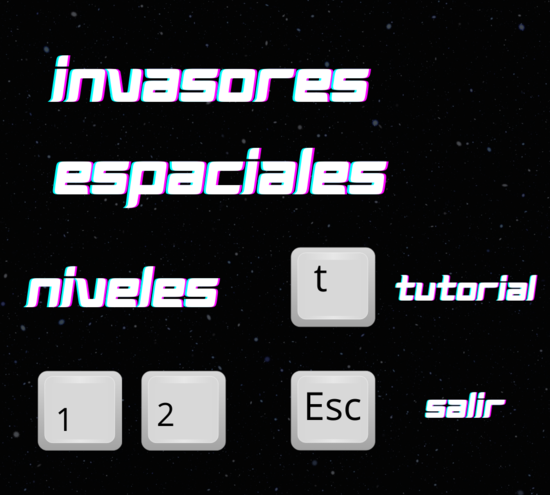 invasores
espaciales
niveles
t tutorial
1 2
Esc salir